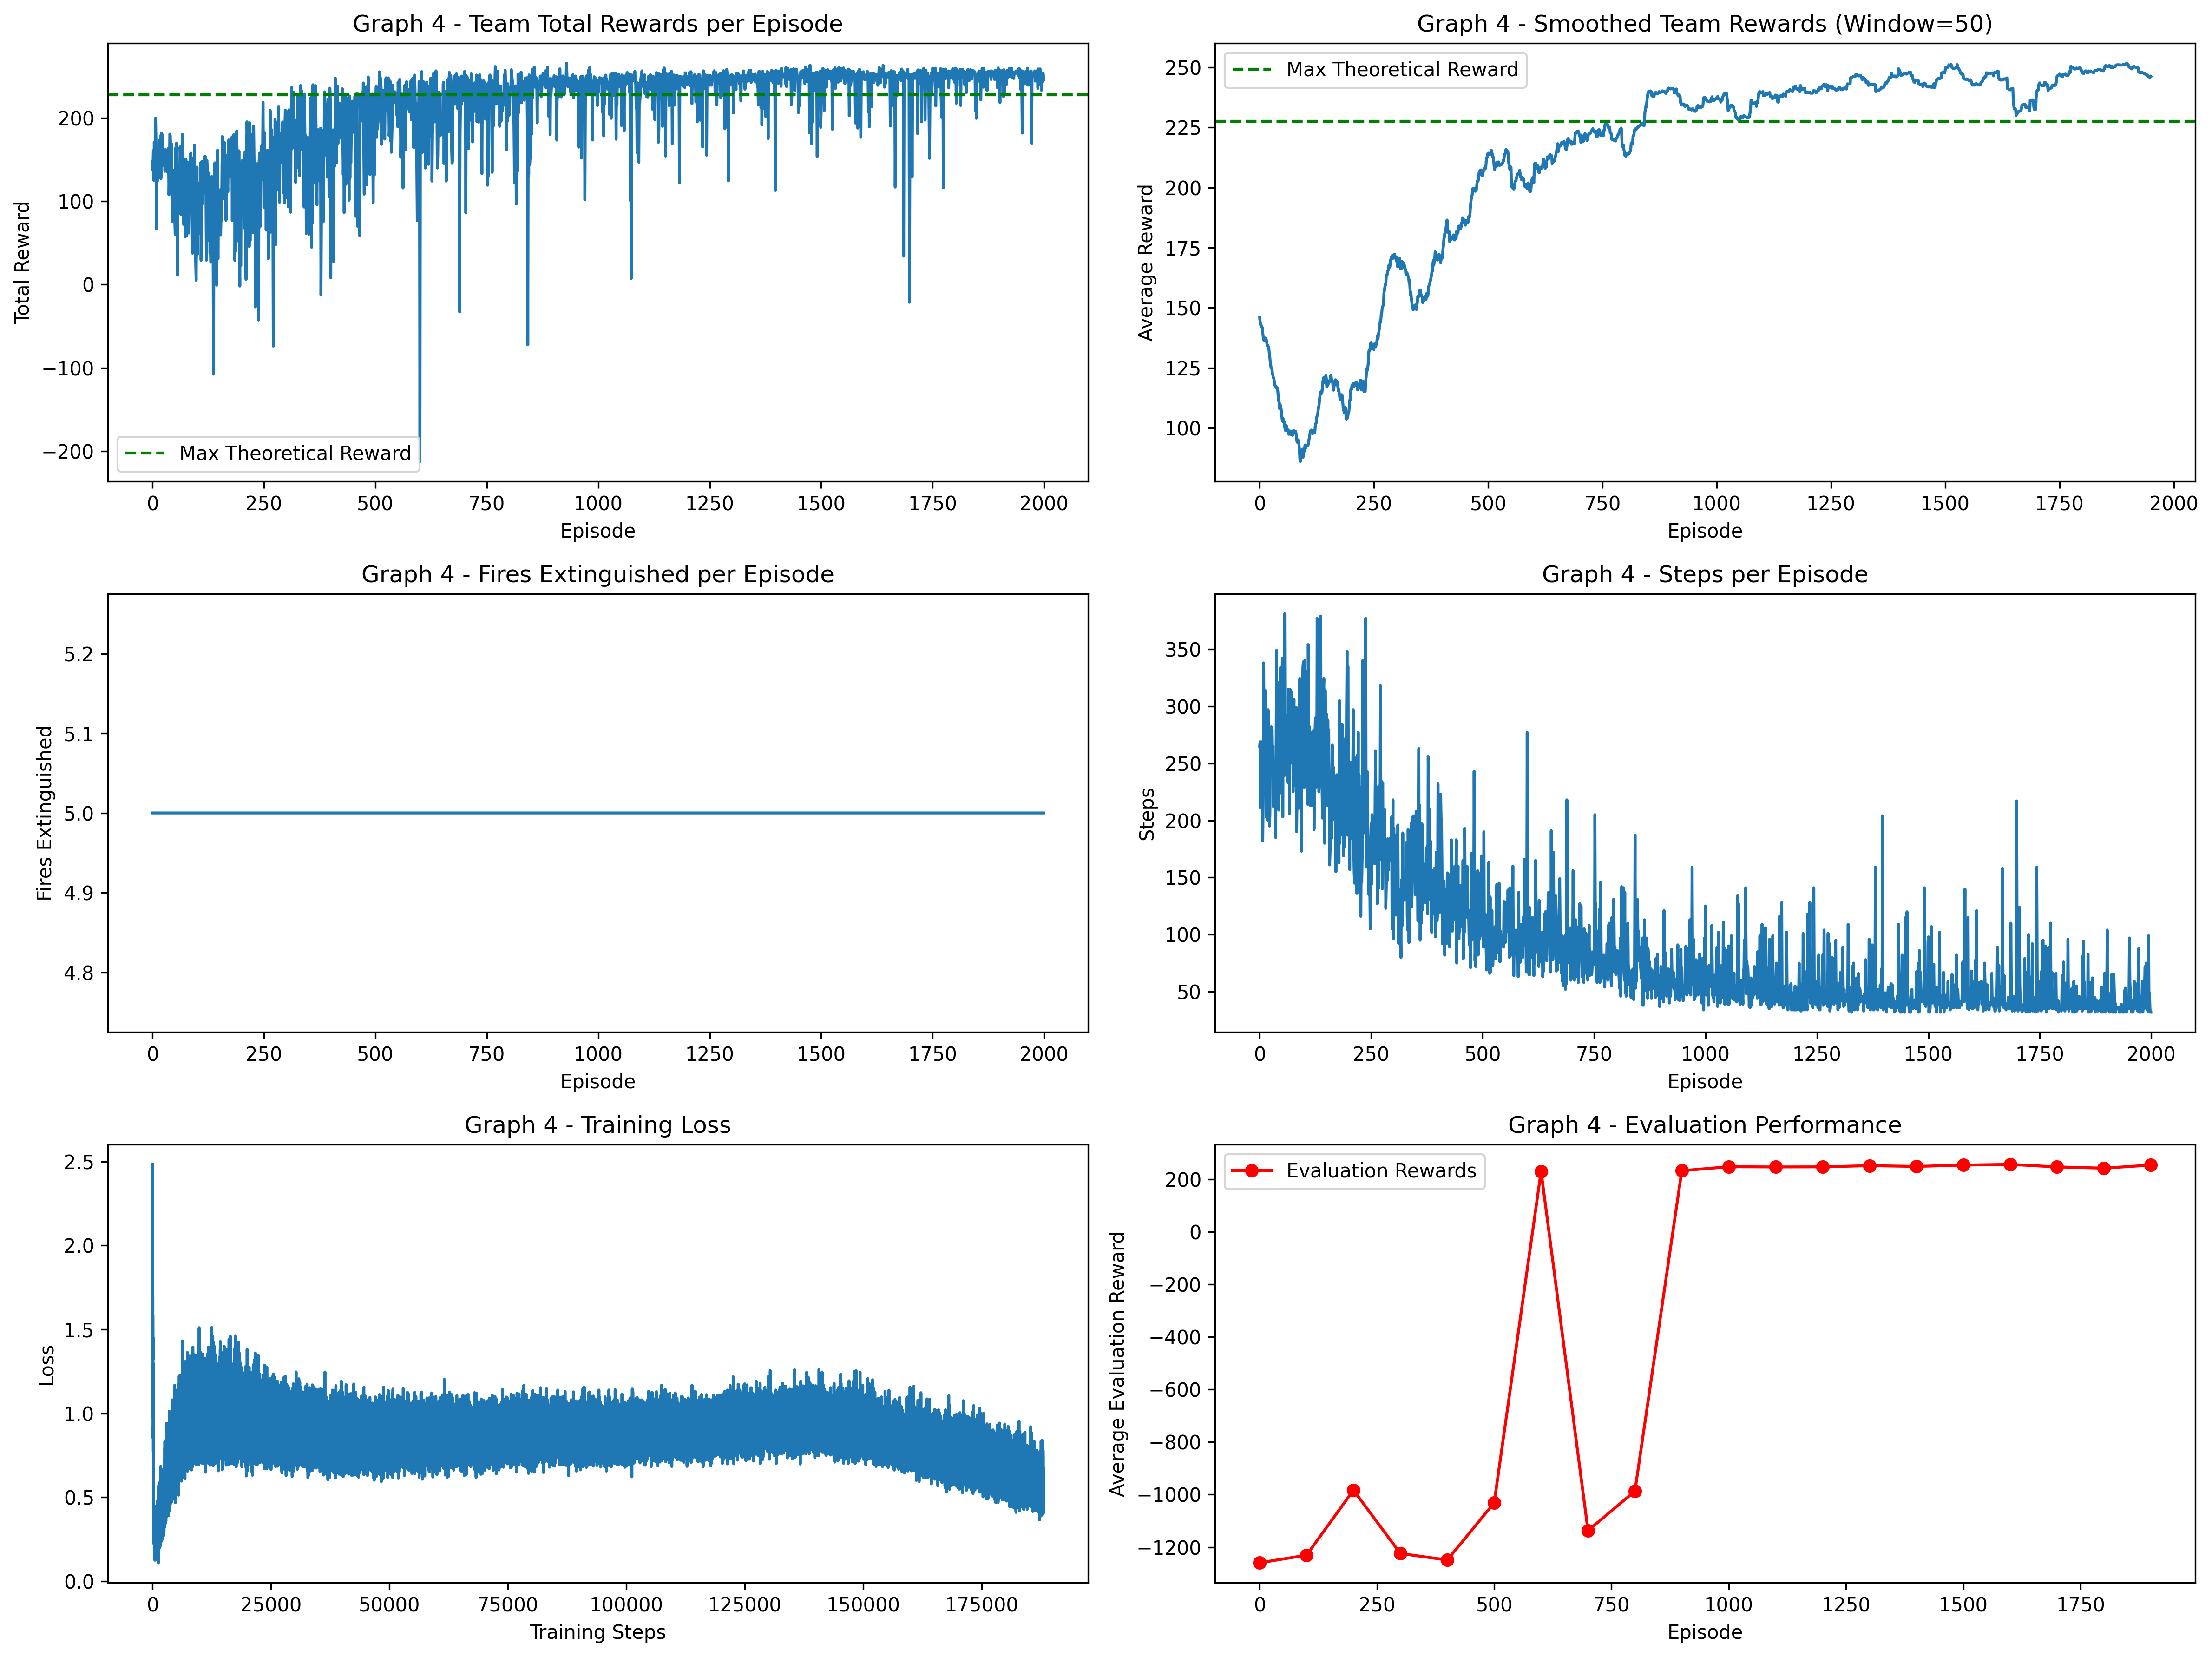 Graph 4 - Team Total Rewards per Episode
Total Reward
200
100
0
−100
−200
Max Theoretical Reward
0 250 500 750 1000 1250 1500 1750 2000
Episode
Graph 4 - Smoothed Team Rewards (Window=50)
Average Reward
Max Theoretical Reward
250
225
200
175
150
125
100
0 250 500 750 1000 1250 1500 1750 2000
Episode
Graph 4 - Fires Extinguished per Episode
Fires Extinguished
5.2
5.1
5.0
4.9
4.8
0 250 500 750 1000 1250 1500 1750 2000
Episode
Graph 4 - Steps per Episode
Steps
350
300
250
200
150
100
50
0 250 500 750 1000 1250 1500 1750 2000
Episode
Graph 4 - Training Loss
Loss
2.5
2.0
1.5
1.0
0.5
0.0
0 25000 50000 75000 100000 125000 150000 175000
Training Steps
Graph 4 - Evaluation Performance
Average Evaluation Reward
Evaluation Rewards
200
0
−200
−400
−600
−800
−1000
−1200
0 250 500 750 1000 1250 1500 1750
Episode